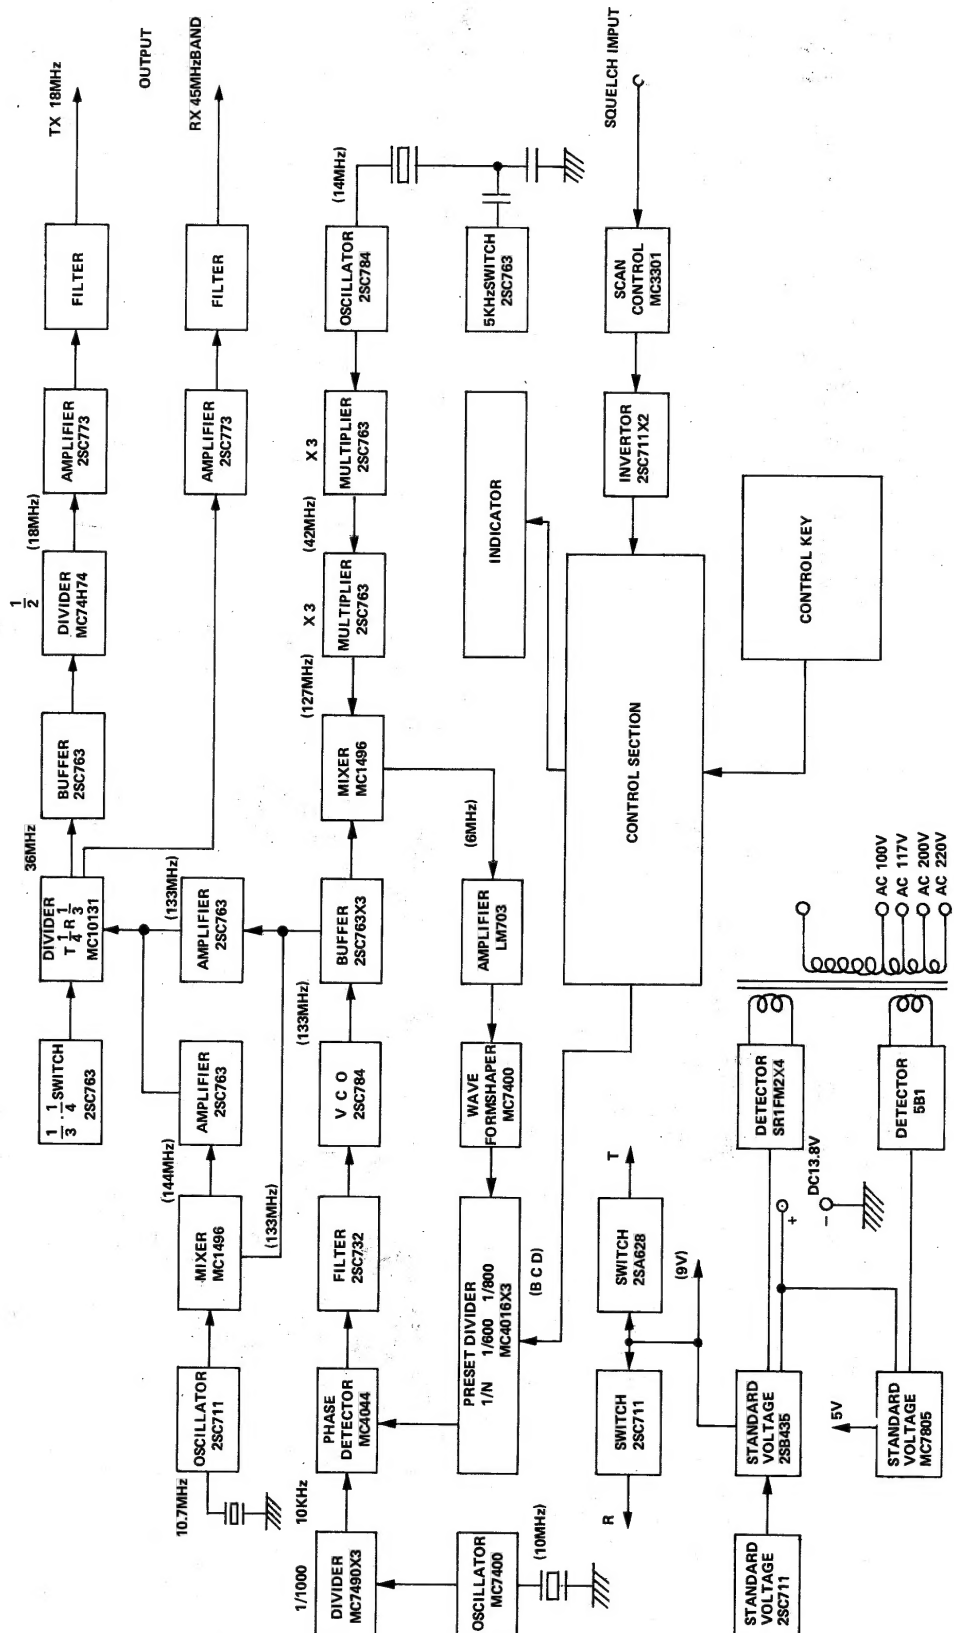 1/3 · 1/4 SWITCH
2SC763
DIVIDER
T 1/4 R 1/3
MC10131
36MHz
BUFFER
2SC763
1/2
DIVIDER
MC74H74
(18MHz)
AMPLIFIER
2SC773
FILTER
TX 18MHz
OUTPUT
10.7MHz
OSCILLATOR
2SC711
MIXER
MC1496
(144MHz)
AMPLIFIER
2SC763
AMPLIFIER
2SC763
(133MHz)
AMPLIFIER
2SC773
FILTER
RX 45MHzBAND
(133MHz)
1/1000
DIVIDER
MC7490X3
10KHz
PHASE
DETECTOR
MC4044
FILTER
2SC732
V C O
2SC784
(133MHz)
BUFFER
2SC763X3
MIXER
MC1496
(127MHz)
X 3
MULTIPLIER
2SC763
(42MHz)
X 3
MULTIPLIER
2SC763
OSCILLATOR
2SC784
(14MHz)
OSCILLATOR
MC7400
(10MHz)
PRESET DIVIDER
1/N 1/600 1/800
MC4016X3
(B C D)
WAVE
FORMSHAPER
MC7400
AMPLIFIER
LM703
(6MHz)
INDICATOR
5KHzSWITCH
2SC763
R
SWITCH
2SC711
SWITCH
2SA628
T
(9V)
CONTROL SECTION
INVERTOR
2SC711X2
SCAN
CONTROL
MC3301
SQUELCH IMPUT
STANDARD
VOLTAGE
2SC711
STANDARD
VOLTAGE
2SB435
+
−
DC13.8V
DETECTOR
SR1FM2X4
CONTROL KEY
5V
STANDARD
VOLTAGE
MC7805
DETECTOR
5B1
AC 100V
AC 117V
AC 200V
AC 220V